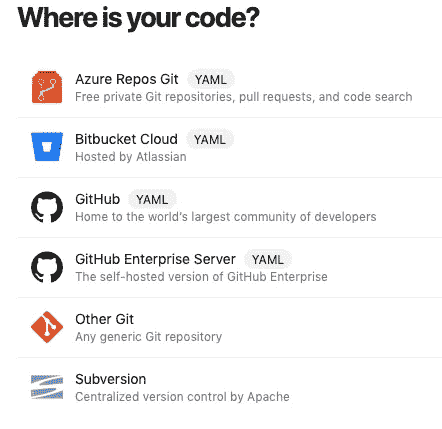 Where is your code?
Azure Repos Git YAML
Free private Git repositories, pull requests, and code search
Bitbucket Cloud YAML
Hosted by Atlassian
GitHub YAML
Home to the world's largest community of developers
GitHub Enterprise Server YAML
The self-hosted version of GitHub Enterprise
Other Git
Any generic Git repository
Subversion
Centralized version control by Apache